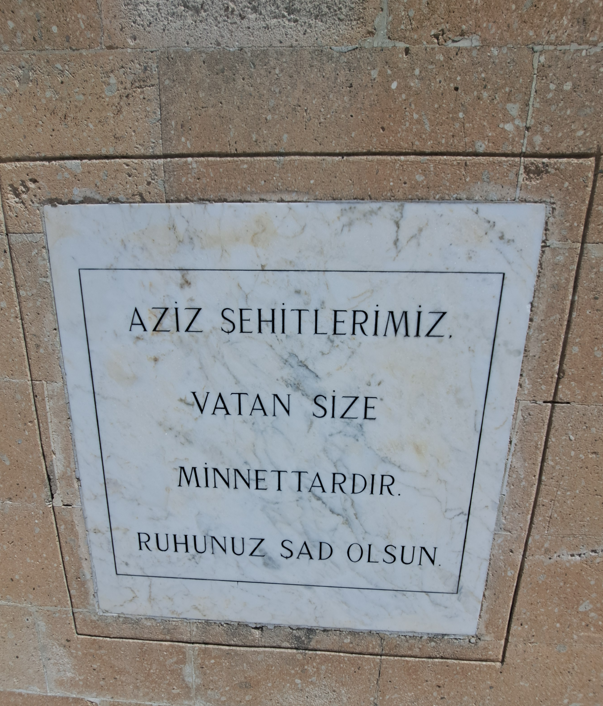 AZİZ ŞEHİTLERİMİZ,
VATAN SİZE
MİNNETTARDIR.
RUHUNUZ ŞAD OLSUN.